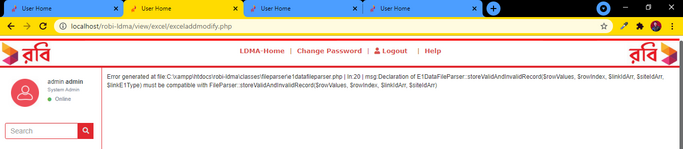 User Home
User Home
User Home
User Home
localhost/robi-ldma/view/excel/exceladdmodify.php
রবি
LDMA-Home | Change Password | Logout | Help
রবি
admin admin
System Admin
Online
Search
Error generated at file:C:\xampp\htdocs\robi-ldma\classes\fileparser\e1datafileparser.php | ln:20 | msg:Declaration of E1DataFileParser::storeValidAndInvalidRecord($rowValues, $rowIndex, $linkIdArr, $siteIdArr,
$linkE1Type) must be compatible with FileParser::storeValidAndInvalidRecord($rowValues, $rowIndex, $linkIdArr, $siteIdArr)